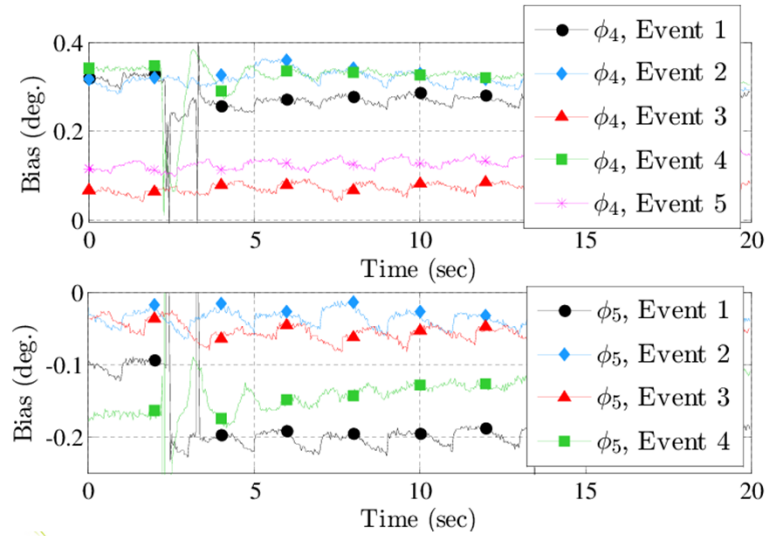 ϕ4, Event 1
ϕ4, Event 2
ϕ4, Event 3
ϕ4, Event 4
ϕ4, Event 5
0.4
0.2
0
Bias (deg.)
0 5 10 15 20
Time (sec)
ϕ5, Event 1
ϕ5, Event 2
ϕ5, Event 3
ϕ5, Event 4
0
-0.1
-0.2
Bias (deg.)
0 5 10 15 20
Time (sec)